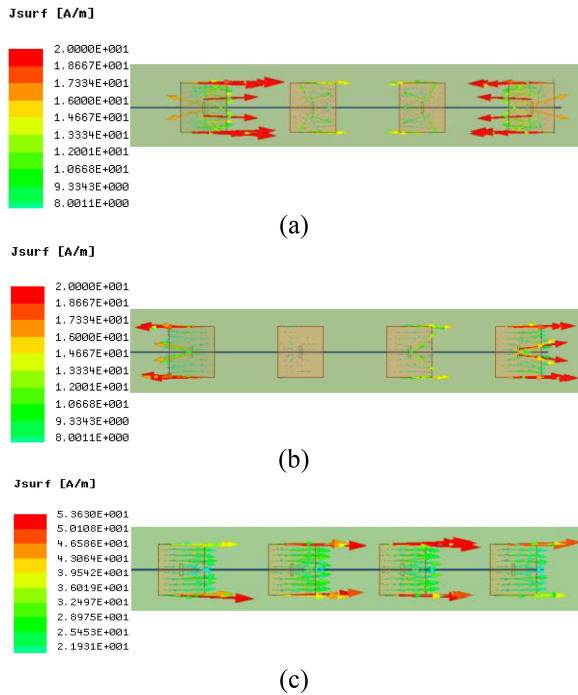 Jsurf [A/m]
2.0000E+001
1.8667E+001
1.7334E+001
1.6000E+001
1.4667E+001
1.3334E+001
1.2001E+001
1.0668E+001
9.3343E+000
8.0011E+000
(a)
Jsurf [A/m]
2.0000E+001
1.8667E+001
1.7334E+001
1.6000E+001
1.4667E+001
1.3334E+001
1.2001E+001
1.0668E+001
9.3343E+000
8.0011E+000
(b)
Jsurf [A/m]
5.3630E+001
5.0108E+001
4.6586E+001
4.3064E+001
3.9542E+001
3.6019E+001
3.2497E+001
2.8975E+001
2.5453E+001
2.1931E+001
(c)